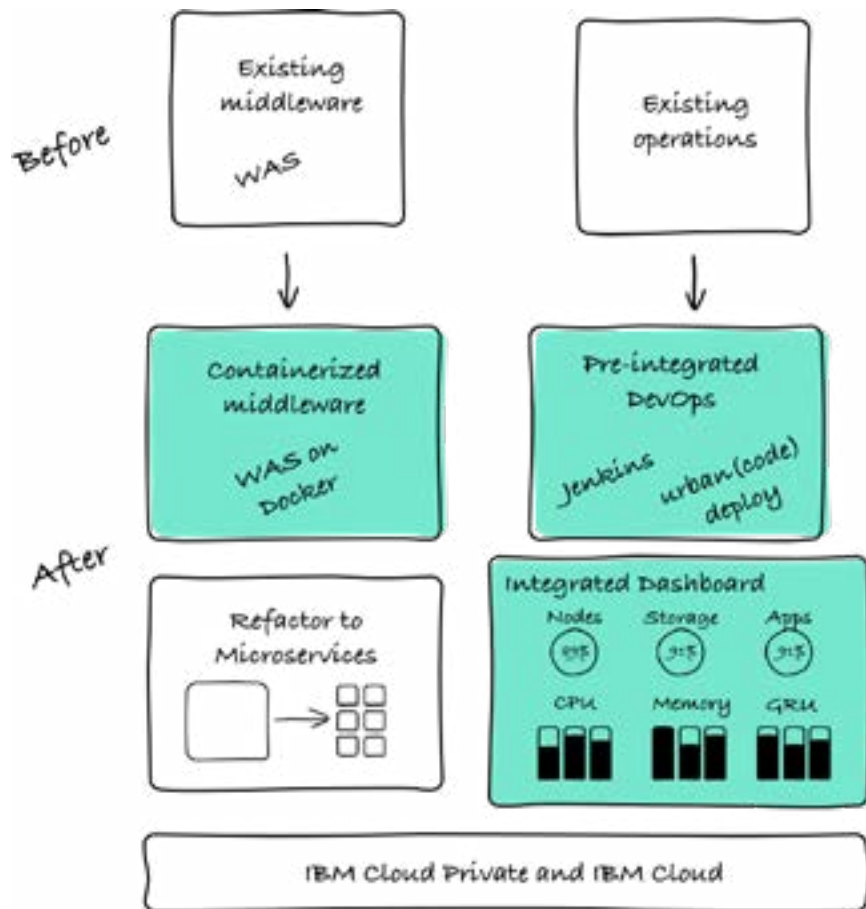 Existing
middleware
WAS
Existing
operations
Before
Containerized
middleware
WAS on
Docker
Pre-integrated
DevOps
Jenkins
urban(code)
deploy
After
Refactor to
Microservices
Integrated Dashboard
Nodes Storage Apps
CPU Memory GRU
IBM Cloud Private and IBM Cloud